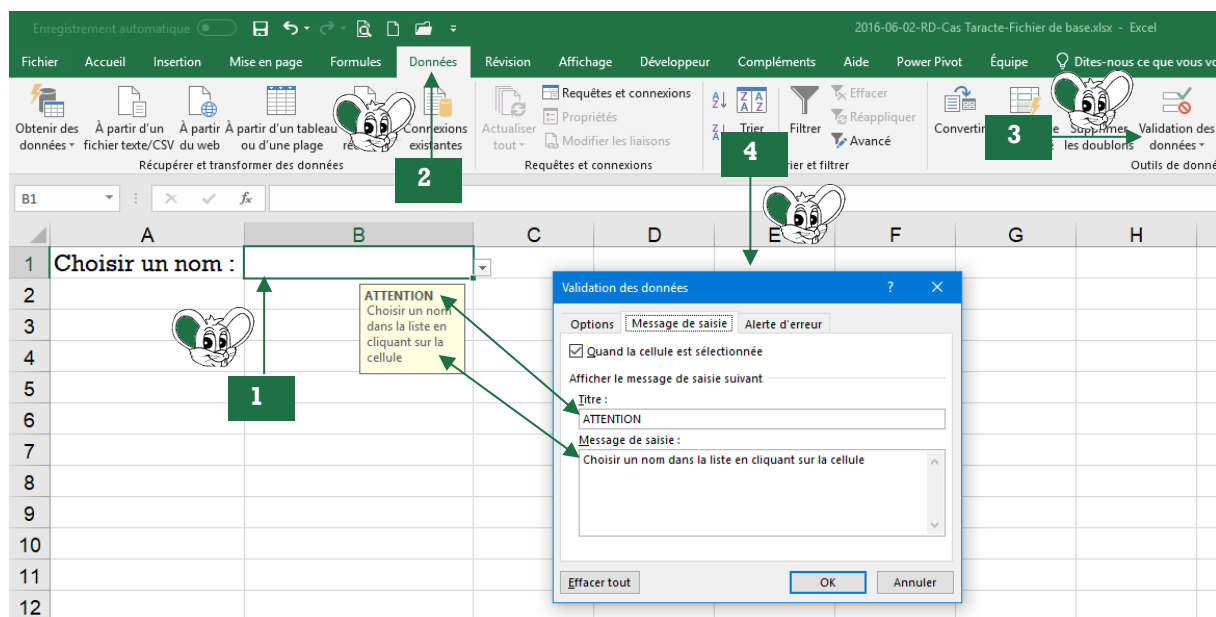 Enregistrement automatique
2016-06-02-RD-Cas Taracte-Fichier de base.xlsx - Excel
Fichier Accueil Insertion Mise en page Formules Données Révision Affichage Développeur Compléments Aide Power Pivot Équipe Dites-nous ce que vous vo
Obtenir des données
À partir d'un fichier texte/CSV
À partir du web
À partir d'un tableau ou d'une plage
Connexions existantes
Récupérer et transformer des données
Actualiser tout
Requêtes et connexions
Propriétés
Modifier les liaisons
Requêtes et connexions
Trier
Filtrer
Effacer
Réappliquer
Avancé
rier et filtrer
Convertir
Supprimer les doublons
Validation des données
Outils de donné
2
4
3
B1
fx
A B C D E F G H
1 Choisir un nom :
2
3
4
5
6
7
8
9
10
11
12
ATTENTION
Choisir un nom
dans la liste en
cliquant sur la
cellule
1
Validation des données ?
Options Message de saisie Alerte d'erreur
Quand la cellule est sélectionnée
Afficher le message de saisie suivant
Titre :
ATTENTION
Message de saisie :
Choisir un nom dans la liste en cliquant sur la cellule
Effacer tout OK Annuler